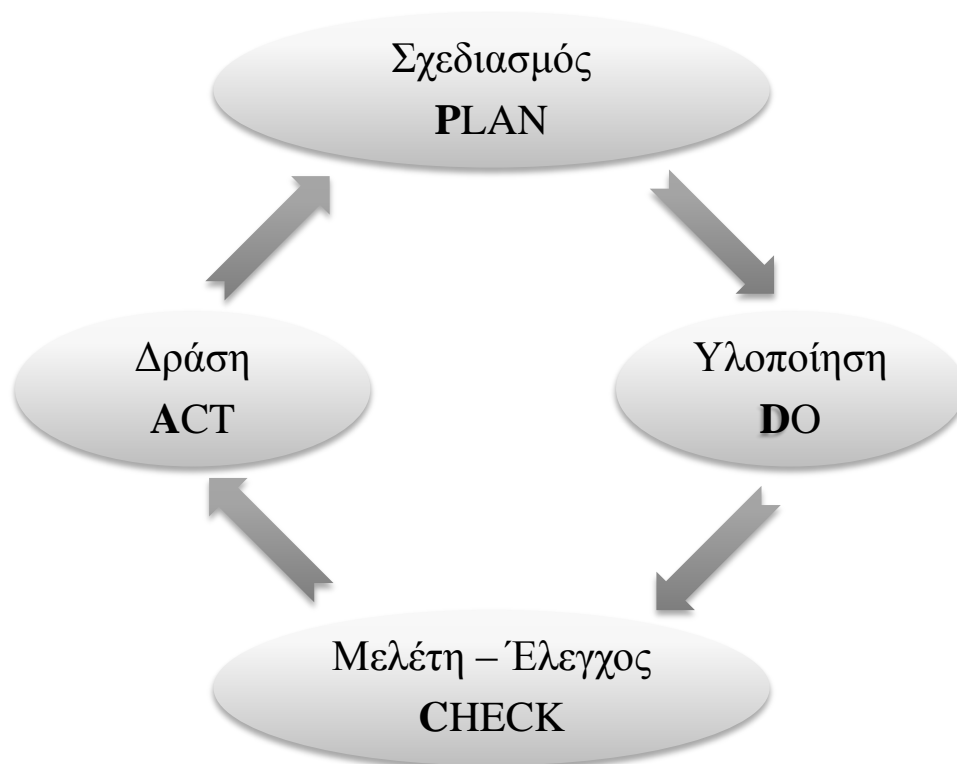 Σχεδιασμός
PLAN
Δράση
ACT
Υλοποίηση
DO
Μελέτη – Έλεγχος
CHECK